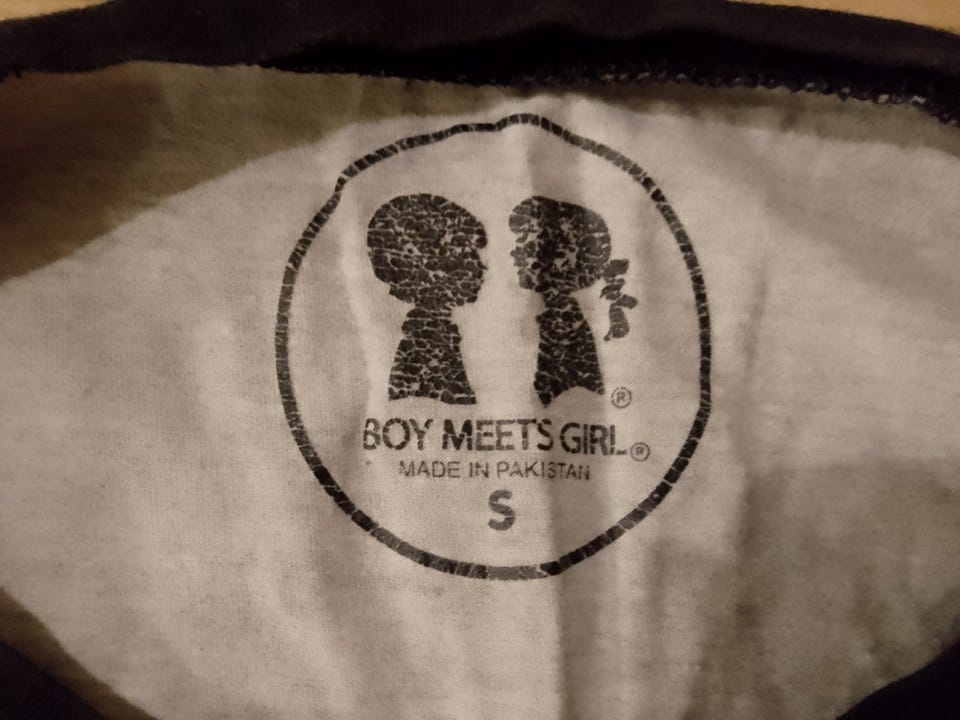 ®
BOY MEETS GIRL®
MADE IN PAKISTAN
S